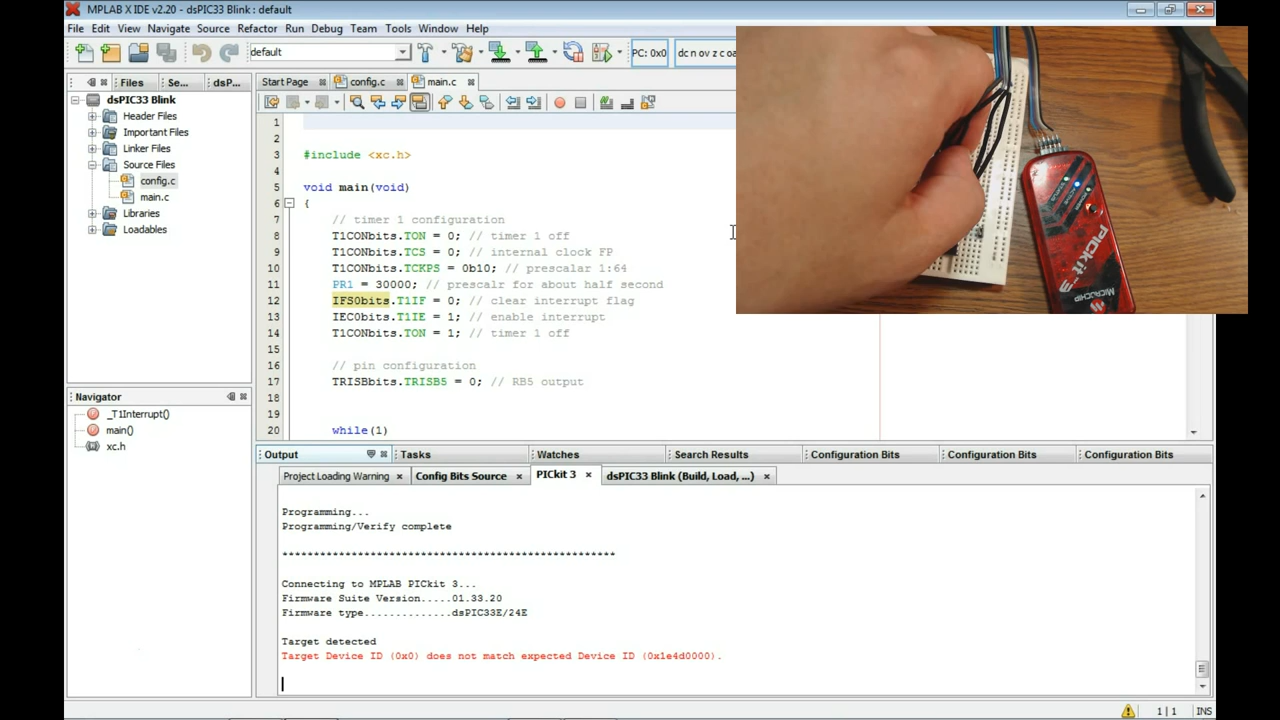 MPLAB X IDE v2.20 - dsPIC33 Blink : default
File Edit View Navigate Source Refactor Run Debug Team Tools Window Help
default PC: 0x0 dc n ov z c oa
Files Se... dsP... Start Page config.c main.c
dsPIC33 Blink
Header Files
Important Files
Linker Files
Source Files
config.c
main.c
Libraries
Loadables
1
2
3 #include <xc.h>
4
5 void main(void)
6 {
7 // timer 1 configuration
8 T1CONbits.TON = 0; // timer 1 off
9 T1CONbits.TCS = 0; // internal clock FP
10 T1CONbits.TCKPS = 0b10; // prescalar 1:64
11 PR1 = 30000; // prescalr for about half second
12 IFS0bits.T1IF = 0; // clear interrupt flag
13 IEC0bits.T1IE = 1; // enable interrupt
14 T1CONbits.TON = 1; // timer 1 off
15
16 // pin configuration
17 TRISBbits.TRISB5 = 0; // RB5 output
18
19
20 while(1)
PICkit 3
MICROCHIP
Navigator
_T1Interrupt()
main()
xc.h
Output Tasks Watches Search Results Configuration Bits Configuration Bits Configuration Bits
Project Loading Warning Config Bits Source PICkit 3 dsPIC33 Blink (Build, Load, ...)
Programming...
Programming/Verify complete
*****************************************************
Connecting to MPLAB PICkit 3...
Firmware Suite Version.....01.33.20
Firmware type..............dsPIC33E/24E
Target detected
Target Device ID (0x0) does not match expected Device ID (0x1e4d0000).
1 | 1 INS